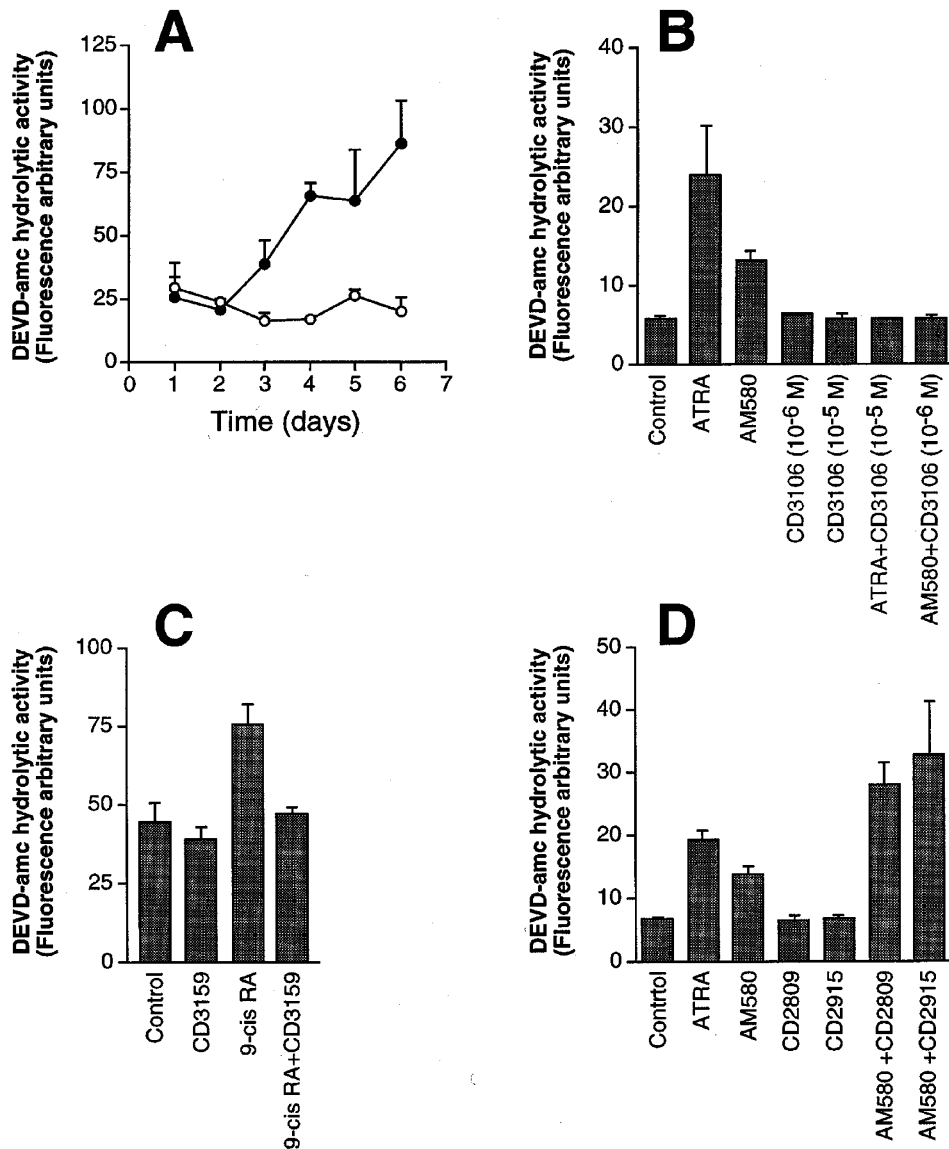 A
DEVD-amc hydrolytic activity
(Fluorescence arbitrary units)
125
100
75
50
25
0
0 1 2 3 4 5 6 7
Time (days)
B
DEVD-amc hydrolytic activity
(Fluorescence arbitrary units)
40
30
20
10
0
Control
ATRA
AM580
CD3106 (10-6 M)
CD3106 (10-5 M)
ATRA+CD3106 (10-5 M)
AM580+CD3106 (10-6 M)
C
DEVD-amc hydrolytic activity
(Fluorescence arbitrary units)
100
75
50
25
0
Control
CD3159
9-cis RA
9-cis RA+CD3159
D
DEVD-amc hydrolytic activity
(Fluorescence arbitrary units)
50
40
30
20
10
0
Contrtol
ATRA
AM580
CD2809
CD2915
AM580 +CD2809
AM580 +CD2915